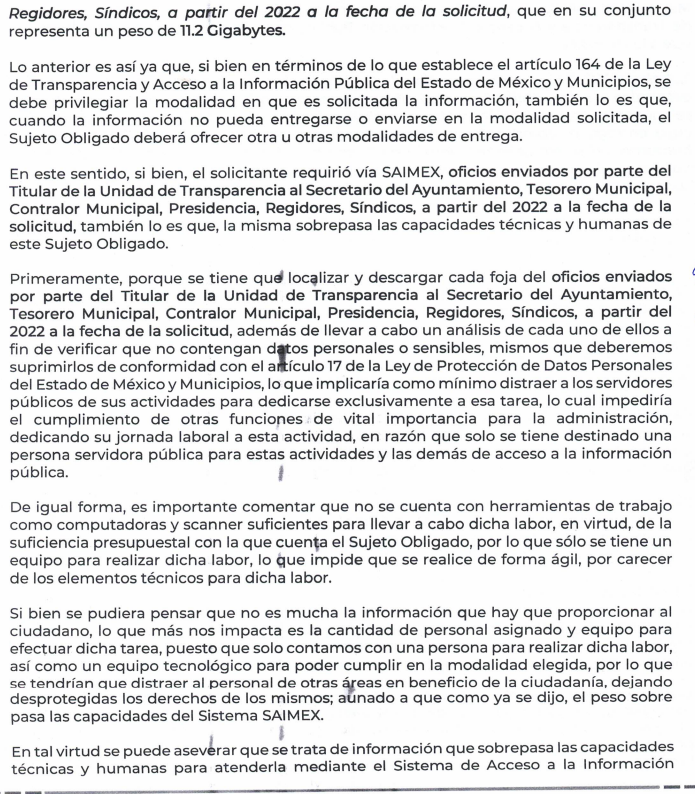 Regidores, Síndicos, a partir del 2022 a la fecha de la solicitud, que en su conjunto
representa un peso de 11.2 Gigabytes.
Lo anterior es así ya que, si bien en términos de lo que establece el artículo 164 de la Ley
de Transparencia y Acceso a la Información Pública del Estado de México y Municipios, se
debe privilegiar la modalidad en que es solicitada la información, también lo es que,
cuando la información no pueda entregarse o enviarse en la modalidad solicitada, el
Sujeto Obligado deberá ofrecer otra u otras modalidades de entrega.
En este sentido, si bien, el solicitante requirió vía SAIMEX, oficios enviados por parte del
Titular de la Unidad de Transparencia al Secretario del Ayuntamiento, Tesorero Municipal,
Contralor Municipal, Presidencia, Regidores, Síndicos, a partir del 2022 a la fecha de la
solicitud, también lo es que, la misma sobrepasa las capacidades técnicas y humanas de
este Sujeto Obligado.
Primeramente, porque se tiene que localizar y descargar cada foja del oficios enviados
por parte del Titular de la Unidad de Transparencia al Secretario del Ayuntamiento,
Tesorero Municipal, Contralor Municipal, Presidencia, Regidores, Síndicos, a partir del
2022 a la fecha de la solicitud, además de llevar a cabo un análisis de cada uno de ellos a
fin de verificar que no contengan datos personales o sensibles, mismos que deberemos
suprimirlos de conformidad con el artículo 17 de la Ley de Protección de Datos Personales
del Estado de México y Municipios, lo que implicaría como mínimo distraer a los servidores
públicos de sus actividades para dedicarse exclusivamente a esa tarea, lo cual impediría
el cumplimiento de otras funciones de vital importancia para la administración,
dedicando su jornada laboral a esta actividad, en razón que solo se tiene destinado una
persona servidora pública para estas actividades y las demás de acceso a la información
pública.
De igual forma, es importante comentar que no se cuenta con herramientas de trabajo
como computadoras y scanner suficientes para llevar a cabo dicha labor, en virtud, de la
suficiencia presupuestal con la que cuenta el Sujeto Obligado, por lo que sólo se tiene un
equipo para realizar dicha labor, lo que impide que se realice de forma ágil, por carecer
de los elementos técnicos para dicha labor.
Si bien se pudiera pensar que no es mucha la información que hay que proporcionar al
ciudadano, lo que más nos impacta es la cantidad de personal asignado y equipo para
efectuar dicha tarea, puesto que solo contamos con una persona para realizar dicha labor,
así como un equipo tecnológico para poder cumplir en la modalidad elegida, por lo que
se tendrían que distraer al personal de otras áreas en beneficio de la ciudadanía, dejando
desprotegidas los derechos de los mismos; aunado a que como ya se dijo, el peso sobre
pasa las capacidades del Sistema SAIMEX.
En tal virtud se puede aseverar que se trata de información que sobrepasa las capacidades
técnicas y humanas para atenderla mediante el Sistema de Acceso a la Información